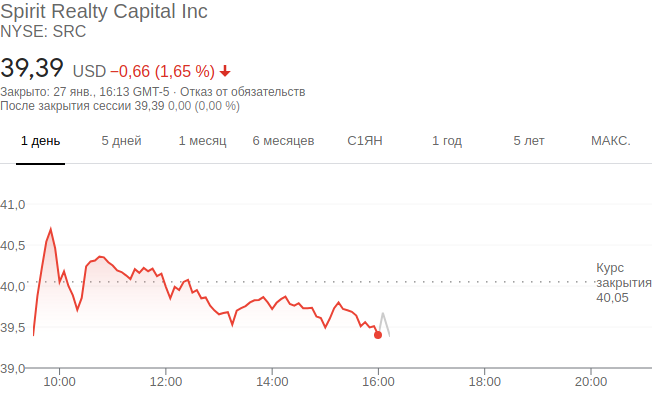 Spirit Realty Capital Inc
NYSE: SRC
39,39 USD −0,66 (1,65 %)
Закрыто: 27 янв., 16:13 GMT-5 · Отказ от обязательств
После закрытия сессии 39,39 0,00 (0,00 %)
1 день 5 дней 1 месяц 6 месяцев С1ЯН 1 год 5 лет МАКС.
41,0
40,5
Курс
закрытия
40,05
40,0
39,5
39,0
10:00 12:00 14:00 16:00 18:00 20:00